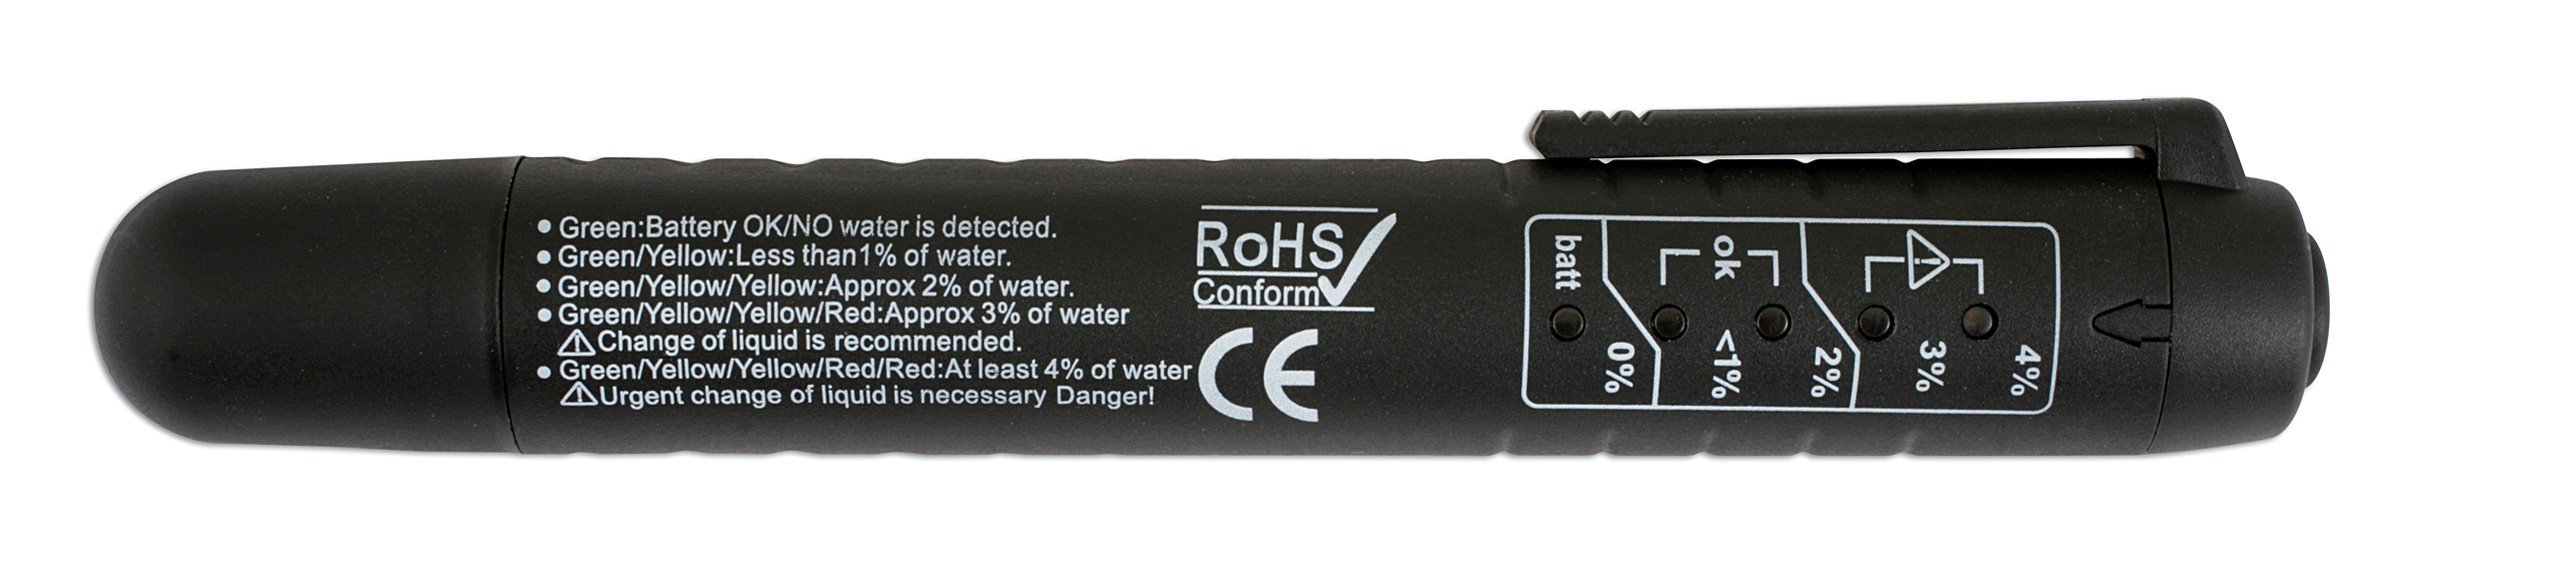 • Green:Battery OK/NO water is detected.
• Green/Yellow:Less than1% of water.
• Green/Yellow/Yellow:Approx 2% of water.
• Green/Yellow/Yellow/Red:Approx 3% of water
⚠Change of liquid is recommended.
• Green/Yellow/Yellow/Red/Red:At least 4% of water
⚠Urgent change of liquid is necessary Danger!
RoHS
Conform
CE
batt
ok
0%
<1%
2%
3%
4%